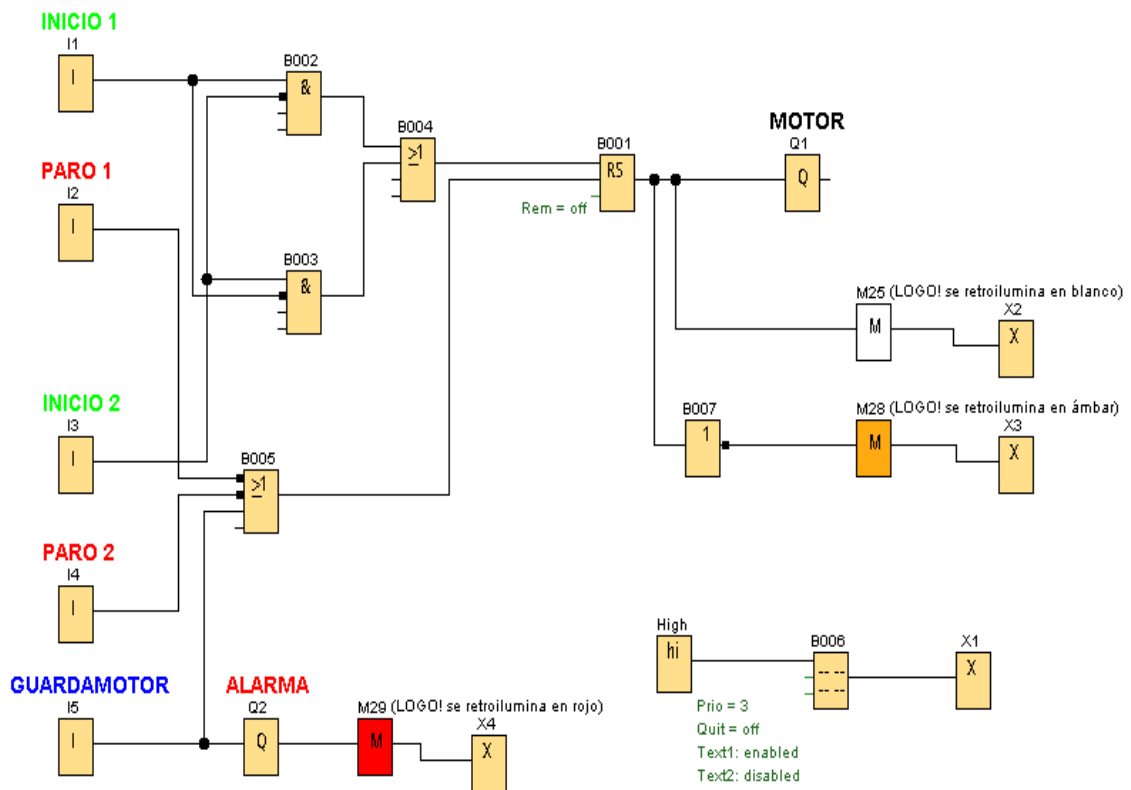 INICIO 1
I1
I
B002
&
B004
≥1
PARO 1
I2
I
B001
RS
Rem = off
MOTOR
Q1
Q
B003
&
M25 (LOGO! se retroilumina en blanco)
M
X2
X
INICIO 2
I3
I
B005
≥1
B007
1
M28 (LOGO! se retroilumina en ámbar)
M
X3
X
PARO 2
I4
I
High
hi
B006
X1
X
Prio = 3
Quit = off
Text1: enabled
Text2: disabled
GUARDAMOTOR
I5
I
ALARMA
Q2
Q
M29 (LOGO! se retroilumina en rojo)
M
X4
X